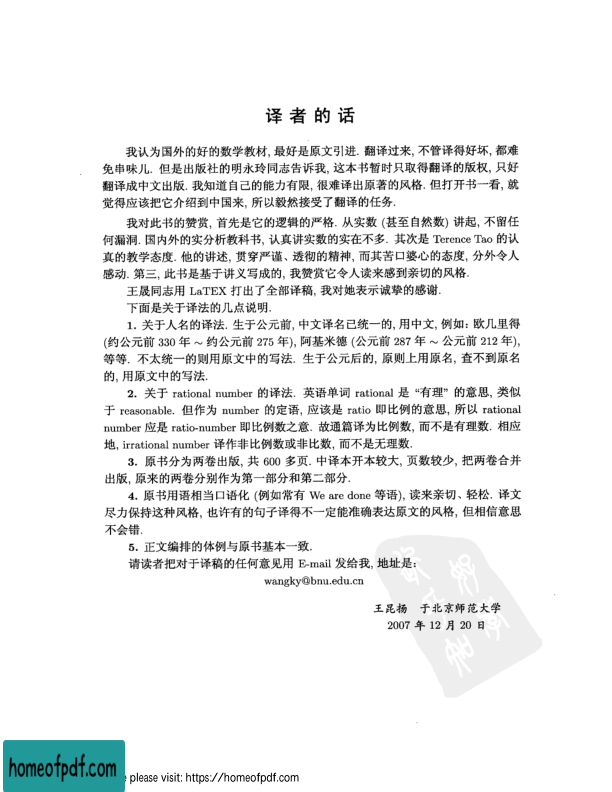 译者的话
我认为国外的好的数学教材, 最好是原文引进. 翻译过来, 不管译得好坏, 都难
免串味儿. 但是出版社的明永玲同志告诉我, 这本书暂时只取得翻译的版权, 只好
翻译成中文出版. 我知道自己的能力有限, 很难译出原著的风格. 但打开书一看, 就
觉得应该把它介绍到中国来, 所以毅然接受了翻译的任务.
我对此书的赞赏, 首先是它的逻辑的严格. 从实数 (甚至自然数) 讲起, 不留任
何漏洞. 国内外的实分析教科书, 认真讲实数的实在不多. 其次是 Terence Tao 的认
真的教学态度. 他的讲述, 贯穿严谨、透彻的精神, 而其苦口婆心的态度, 分外令人
感动. 第三, 此书是基于讲义写成的, 我赞赏它令人读来感到亲切的风格.
王晟同志用 LaTEX 打出了全部译稿, 我对她表示诚挚的感谢.
下面是关于译法的几点说明.
1. 关于人名的译法. 生于公元前, 中文译名已统一的, 用中文, 例如: 欧几里得
(约公元前 330 年 ~ 约公元前 275 年), 阿基米德 (公元前 287 年 ~ 公元前 212 年),
等等. 不太统一的则用原文中的写法. 生于公元后的, 原则上用原名, 查不到原名
的, 用原文中的写法.
2. 关于 rational number 的译法. 英语单词 rational 是 “有理” 的意思, 类似
于 reasonable. 但作为 number 的定语, 应该是 ratio 即比例的意思, 所以 rational
number 应是 ratio-number 即比例数之意. 故通篇译为比例数, 而不是有理数. 相应
地, irrational number 译作非比例数或非比数, 而不是无理数.
3. 原书分为两卷出版, 共 600 多页. 中译本开本较大, 页数较少, 把两卷合并
出版, 原来的两卷分别作为第一部分和第二部分.
4. 原书用语相当口语化 (例如常有 We are done 等语), 读来亲切、轻松. 译文
尽力保持这种风格, 也许有的句子译得不一定能准确表达原文的风格, 但相信意思
不会错.
5. 正文编排的体例与原书基本一致.
请读者把对于译稿的任何意见用 E-mail 发给我, 地址是:
wangky@bnu.edu.cn
王昆扬 于北京师范大学
2007 年 12 月 20 日
homeofpdf.com
please visit: https://homeofpdf.com